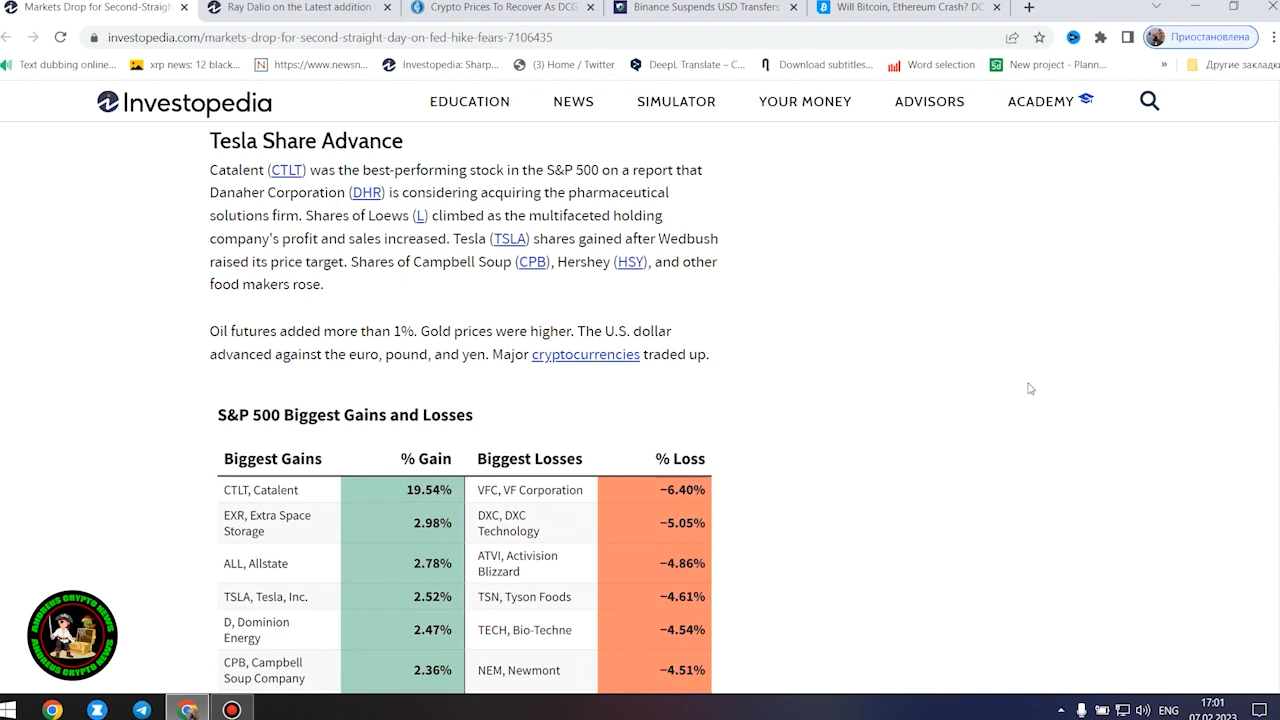 Markets Drop for Second-Straigh
Ray Dalio on the Latest addition
Crypto Prices To Recover As DCG
Binance Suspends USD Transfers
Will Bitcoin, Ethereum Crash? DC
investopedia.com/markets-drop-for-second-straight-day-on-fed-hike-fears-7106435
Приостановлена
Text dubbing online...
xrp news: 12 black...
https://www.newsn...
Investopedia: Sharp...
(3) Home / Twitter
DeepL Translate – C...
Download subtitles...
Word selection
New project - Plann...
»
Другие закладки
Investopedia
EDUCATION
NEWS
SIMULATOR
YOUR MONEY
ADVISORS
ACADEMY
Tesla Share Advance
Catalent (CTLT) was the best-performing stock in the S&P 500 on a report that
Danaher Corporation (DHR) is considering acquiring the pharmaceutical
solutions firm. Shares of Loews (L) climbed as the multifaceted holding
company's profit and sales increased. Tesla (TSLA) shares gained after Wedbush
raised its price target. Shares of Campbell Soup (CPB), Hershey (HSY), and other
food makers rose.
Oil futures added more than 1%. Gold prices were higher. The U.S. dollar
advanced against the euro, pound, and yen. Major cryptocurrencies traded up.
S&P 500 Biggest Gains and Losses
Biggest Gains % Gain Biggest Losses % Loss
CTLT, Catalent 19.54% VFC, VF Corporation −6.40%
EXR, Extra Space
Storage
2.98%
DXC, DXC
Technology
−5.05%
ALL, Allstate 2.78%
ATVI, Activision
Blizzard
−4.86%
TSLA, Tesla, Inc. 2.52% TSN, Tyson Foods −4.61%
D, Dominion
Energy
2.47% TECH, Bio-Techne −4.54%
CPB, Campbell
Soup Company
2.36% NEM, Newmont −4.51%
ANDREUS CRYPTO NEWS
ANDREUS CRYPTO NEWS
ENG
17:01
07.02.2023